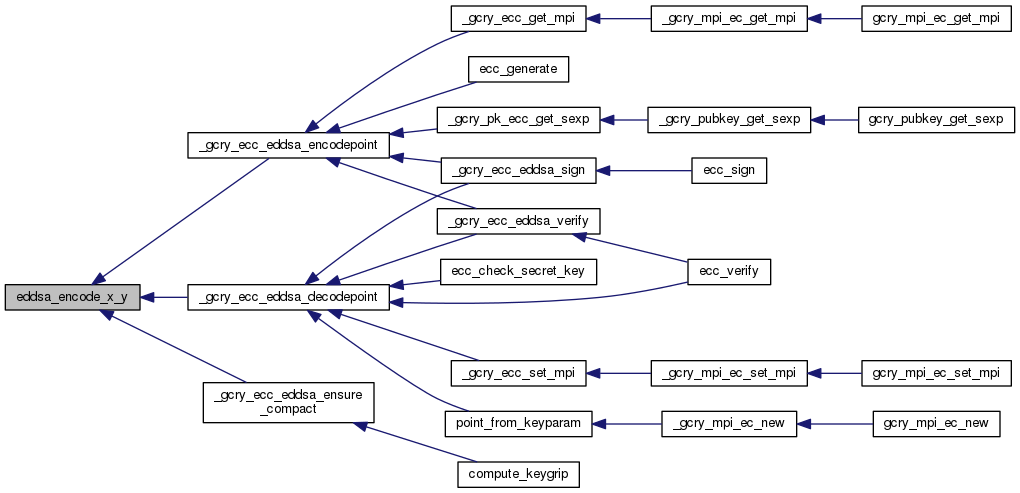 _gcry_ecc_get_mpi
_gcry_mpi_ec_get_mpi
gcry_mpi_ec_get_mpi
ecc_generate
_gcry_pk_ecc_get_sexp
_gcry_pubkey_get_sexp
gcry_pubkey_get_sexp
_gcry_ecc_eddsa_encodepoint
_gcry_ecc_eddsa_sign
ecc_sign
_gcry_ecc_eddsa_verify
ecc_check_secret_key
ecc_verify
eddsa_encode_x_y
_gcry_ecc_eddsa_decodepoint
_gcry_ecc_set_mpi
_gcry_mpi_ec_set_mpi
gcry_mpi_ec_set_mpi
_gcry_ecc_eddsa_ensure
_compact
point_from_keyparam
_gcry_mpi_ec_new
gcry_mpi_ec_new
compute_keygrip